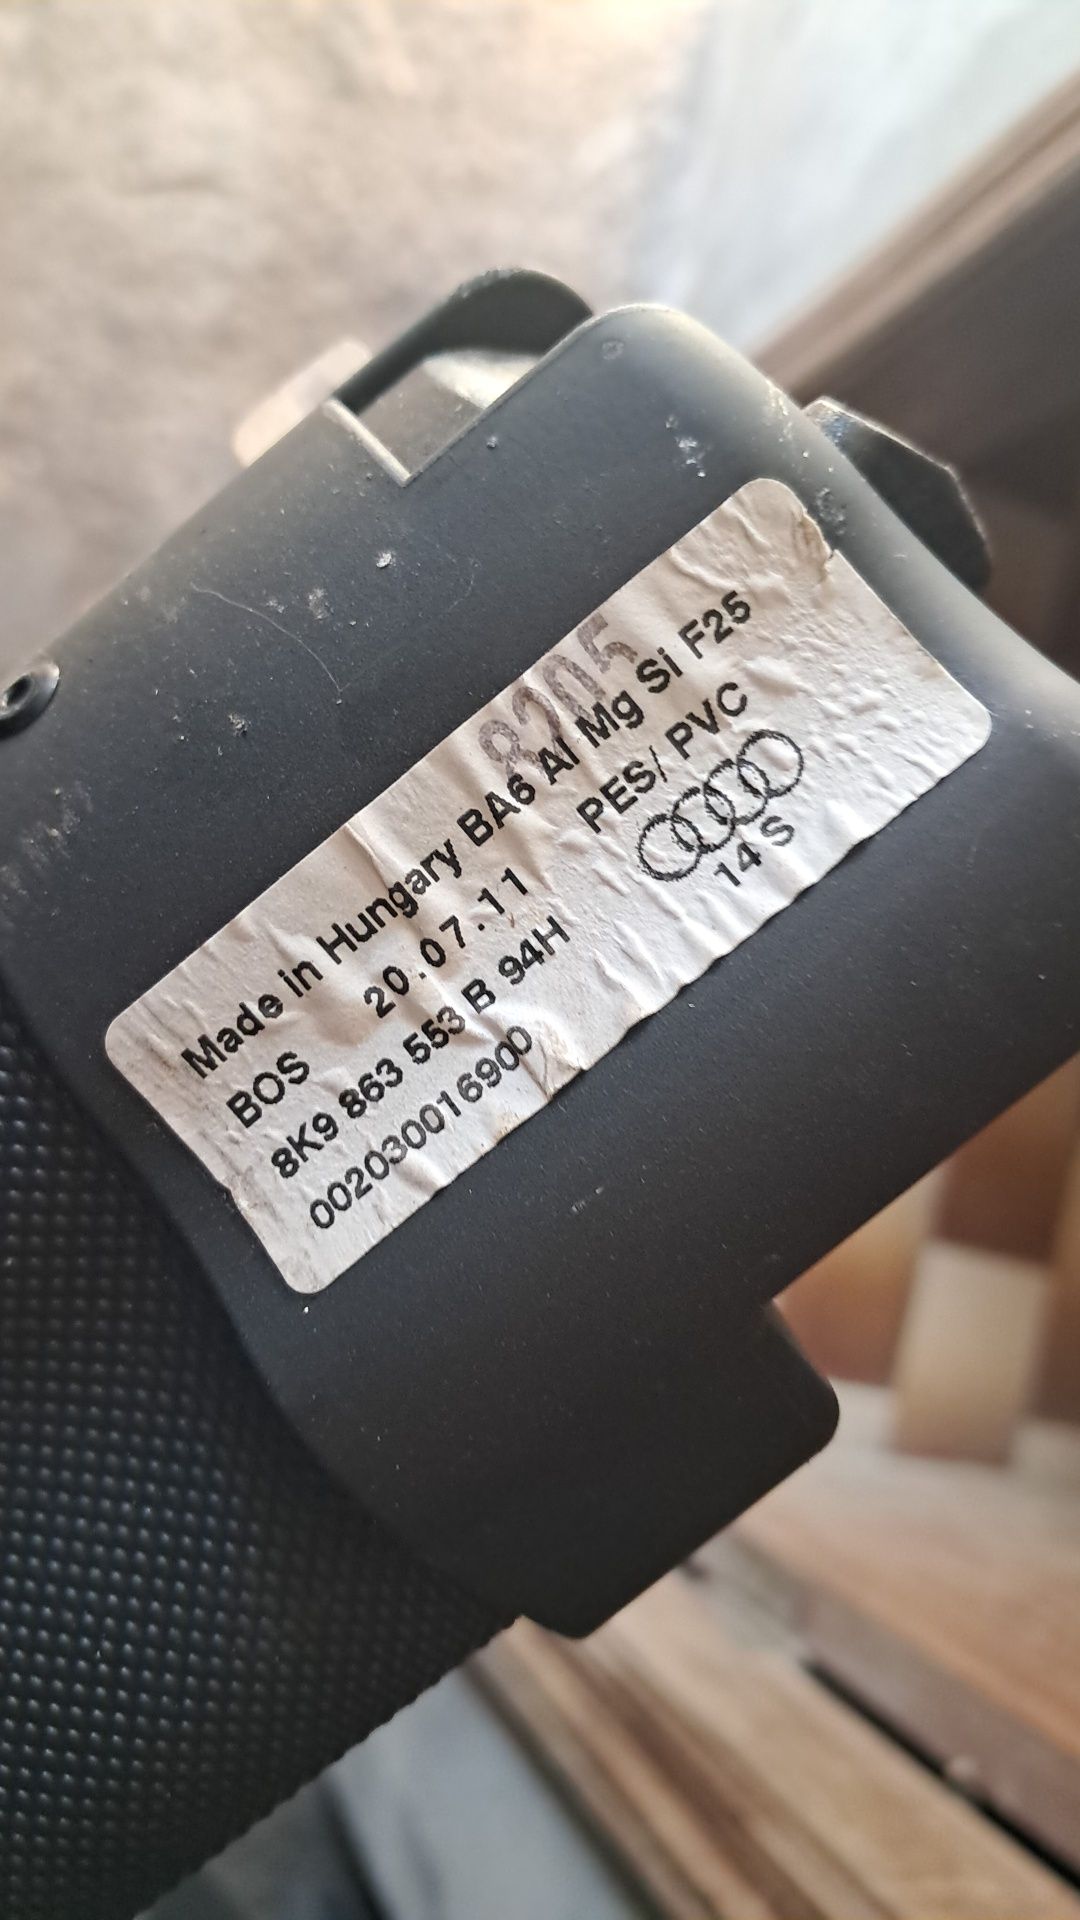 8205
Made in Hungary BA6 Al Mg Si F25
BOS 20.07.11 PES/ PVC
8K9 863 553 B 94H
002030016900 14 S